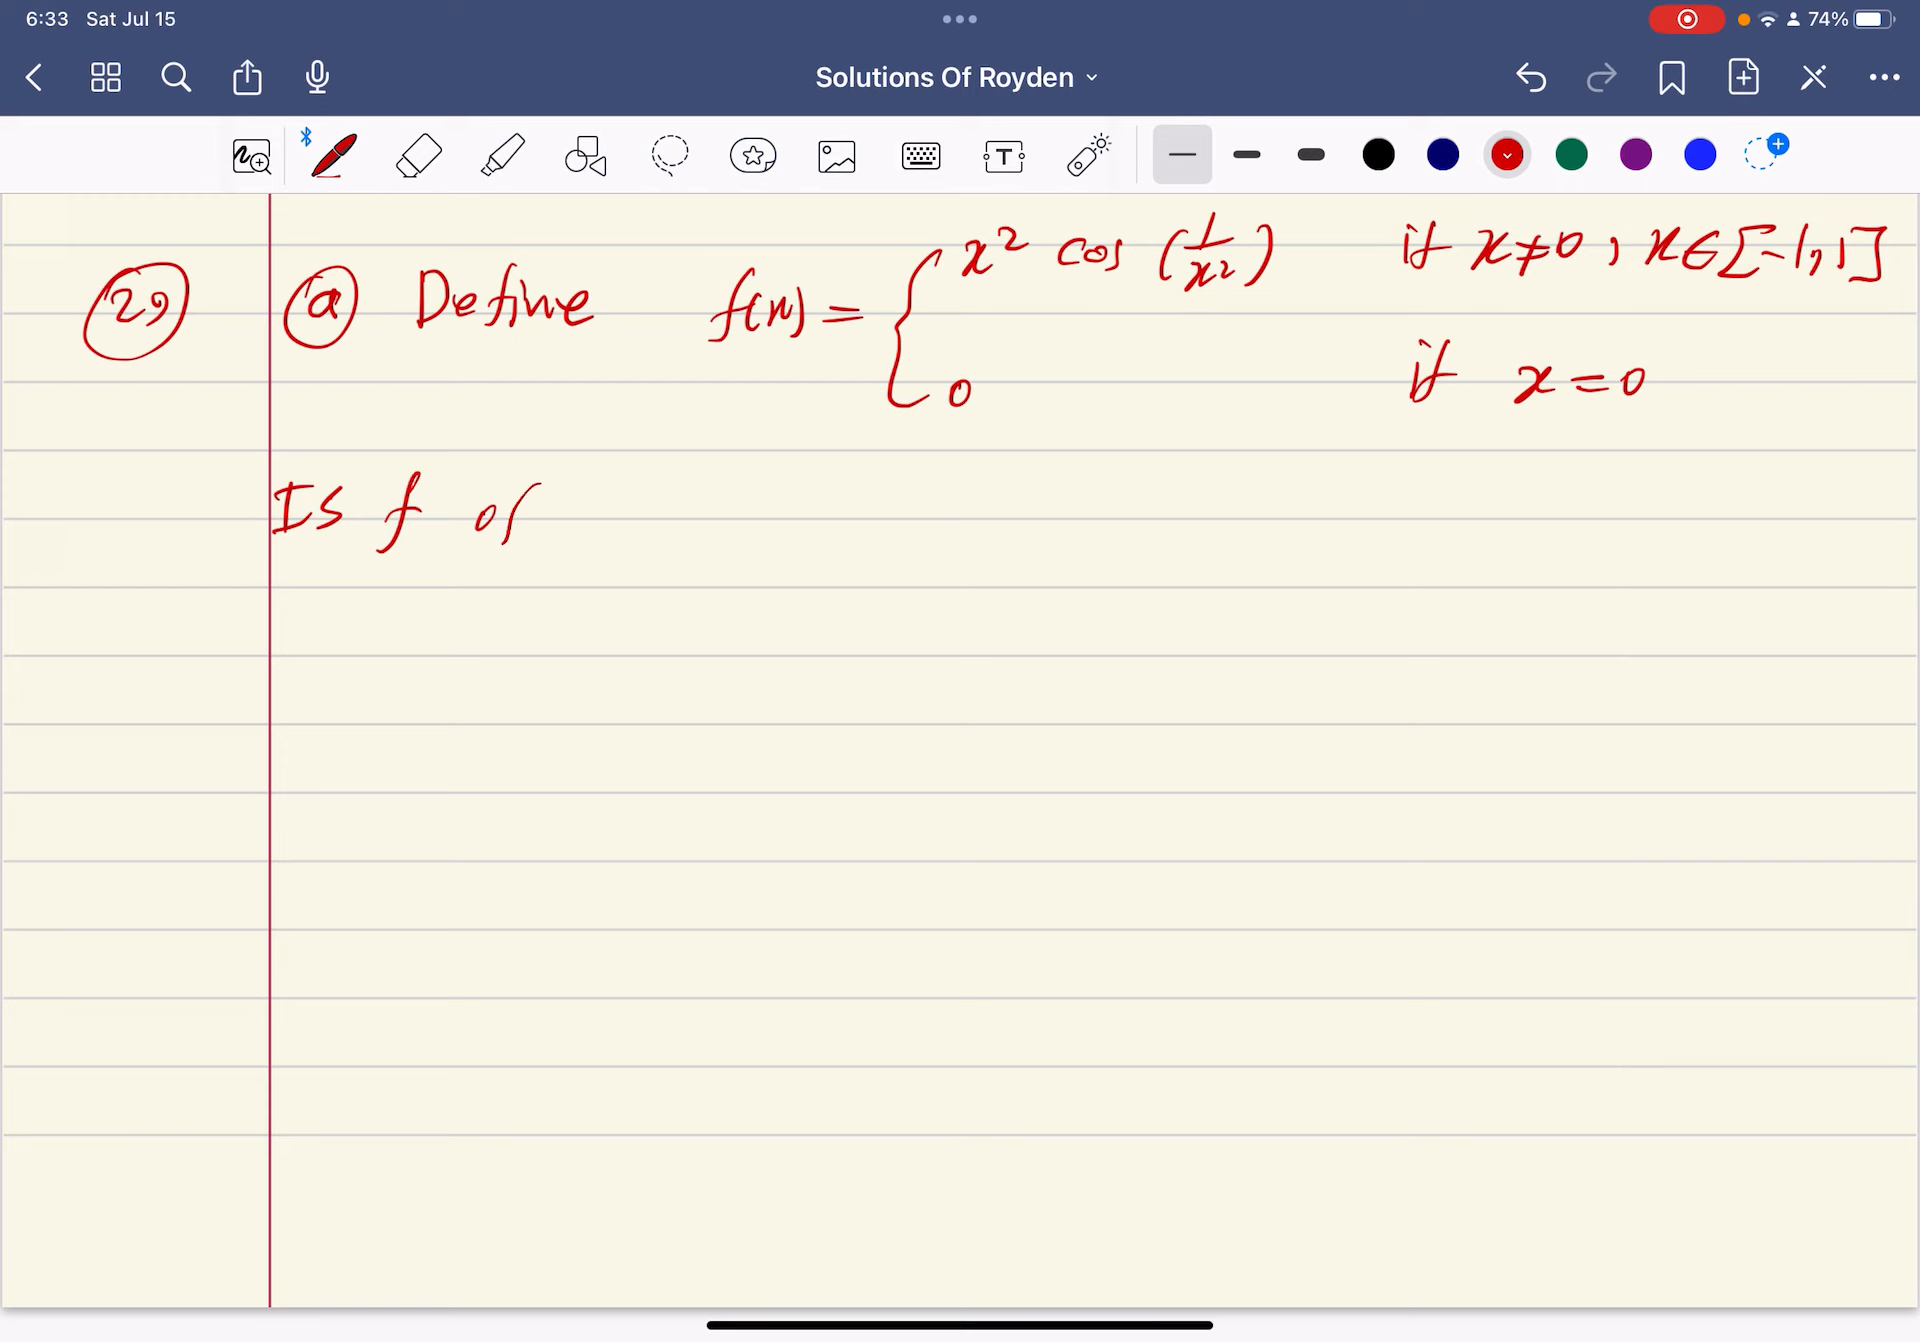 6:33 Sat Jul 15
74%
Solutions Of Royden
T
(29) (a) Define f(x) = { x² cos (1/x²) if x≠0, x∈[-1,1]
0 if x=0
Is f of